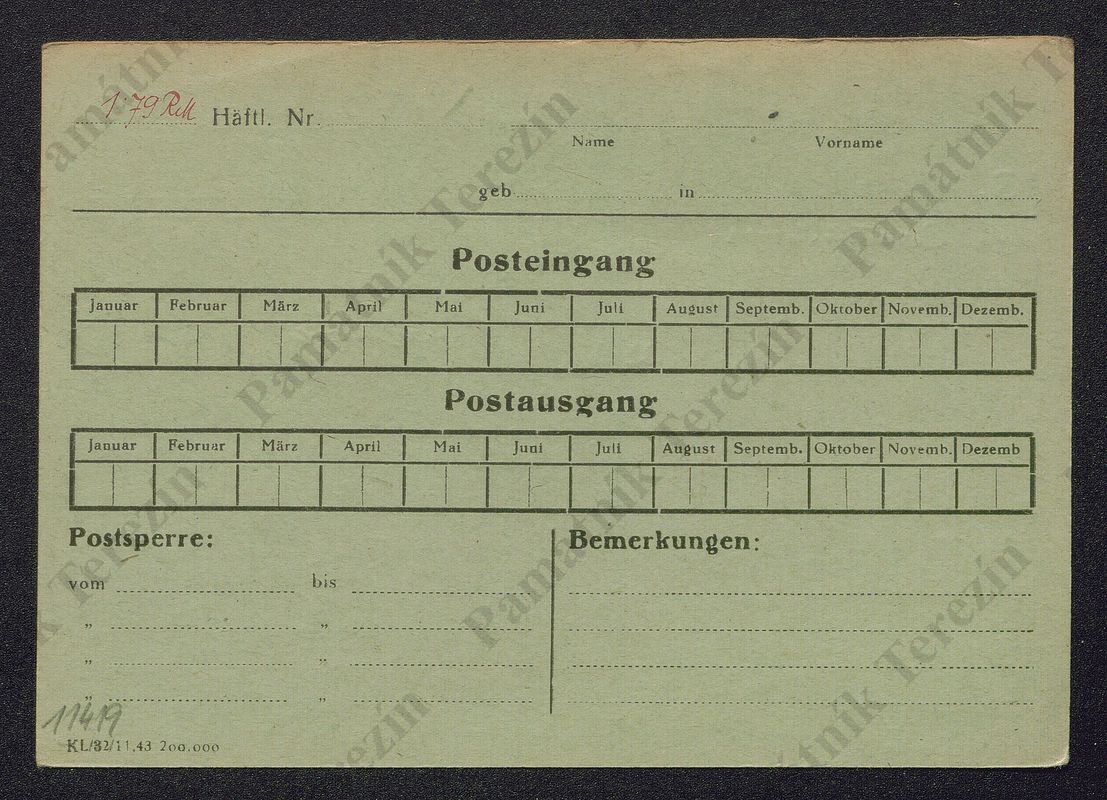 1:79 RM Häftl. Nr.
Name Vorname
geb in
Posteingang
Januar Februar März April Mai Juni Juli August Septemb. Oktober Novemb. Dezemb.
Postausgang
Januar Februar März April Mai Juni Juli August Septemb. Oktober Novemb. Dezemb
Postsperre: Bemerkungen:
vom bis
„ „
„ „
„ „
11419
KL/32/11.43 200.000
Památník Terezín